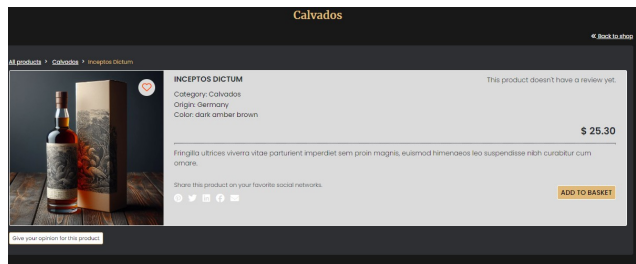 Calvados
« Back to shop
All products > Calvados > Inceptos Dictum
INCEPTOS DICTUM
This product doesn't have a review yet.
Category: Calvados
Origin: Germany
Color: dark amber brown
$ 25.30
Fringilla ultrices viverra vitae parturient imperdiet sem proin magnis, euismod himenaeos leo suspendisse nibh curabitur cum
ornare.
Share this product on your favorite social networks.
ADD TO BASKET
Give your opinion for this product